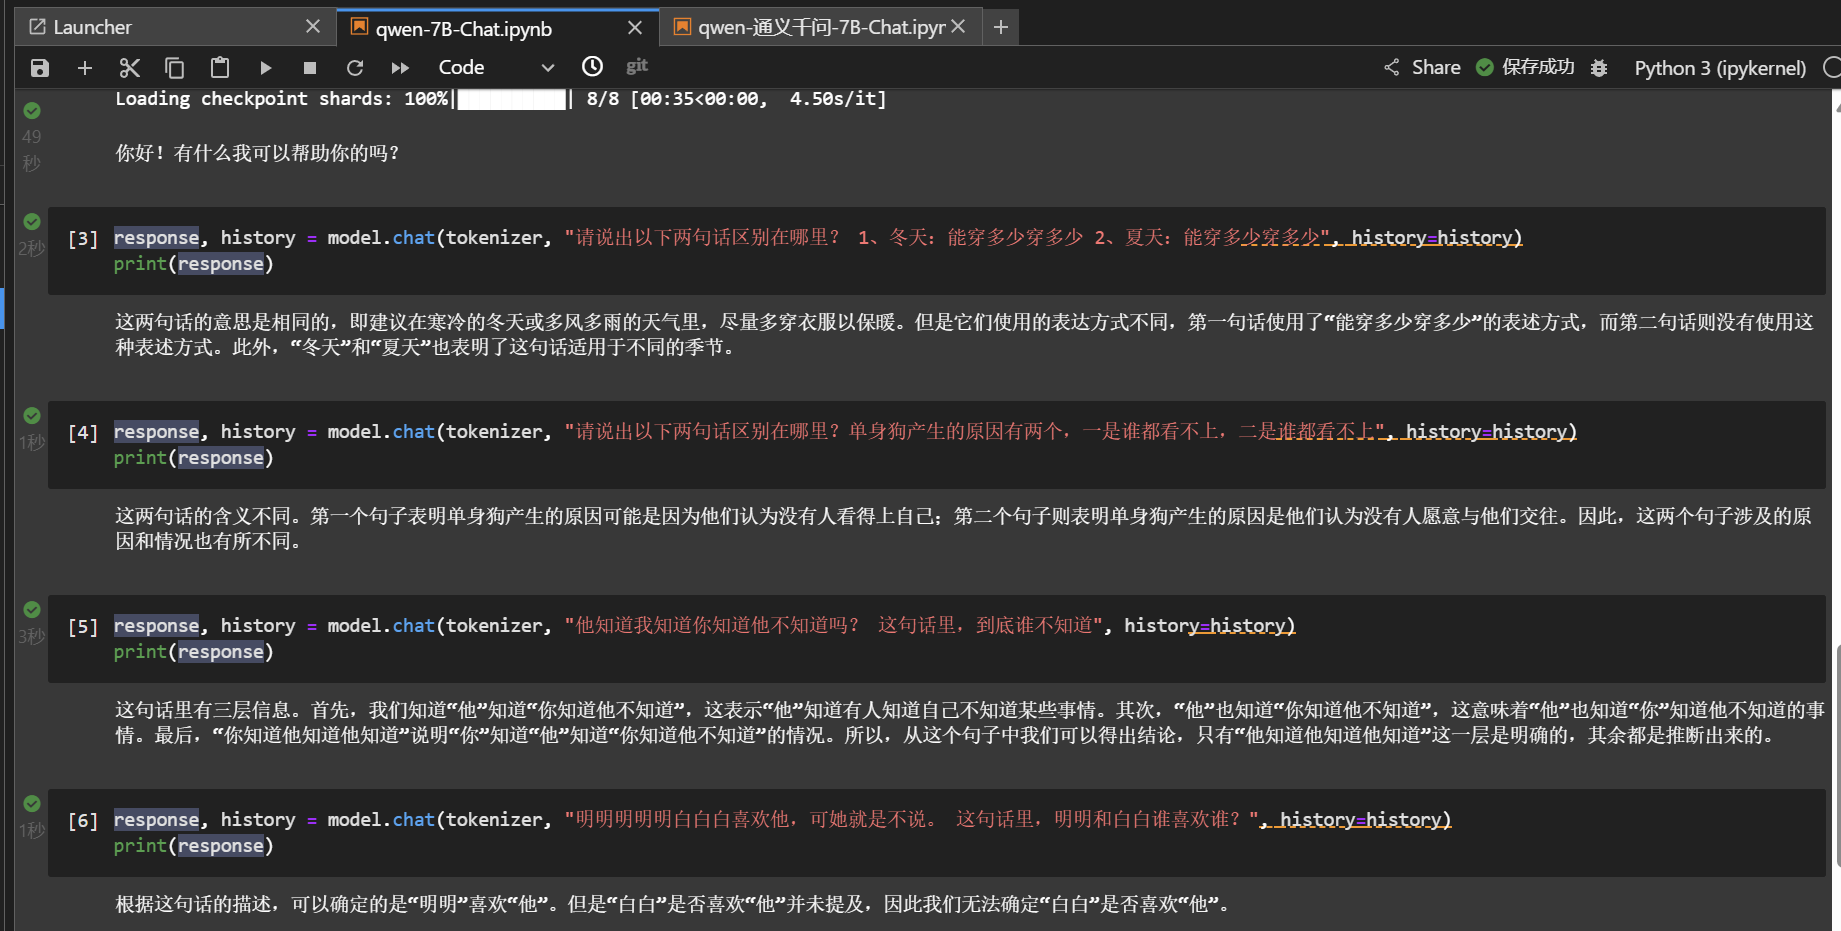 Launcher
qwen-7B-Chat.ipynb
qwen-通义千问-7B-Chat.ipyr
Code
git
Share
保存成功
Python 3 (ipykernel)
Loading checkpoint shards: 100%|██████████| 8/8 [00:35<00:00,  4.50s/it]
49
秒
你好！有什么我可以帮助你的吗？
2秒
[3]
response, history = model.chat(tokenizer, "请说出以下两句话区别在哪里？ 1、冬天：能穿多少穿多少 2、夏天：能穿多少穿多少", history=history)
print(response)
这两句话的意思是相同的，即建议在寒冷的冬天或多风多雨的天气里，尽量多穿衣服以保暖。但是它们使用的表达方式不同，第一句话使用了“能穿多少穿多少”的表述方式，而第二句话则没有使用这
种表述方式。此外，“冬天”和“夏天”也表明了这句话适用于不同的季节。
1秒
[4]
response, history = model.chat(tokenizer, "请说出以下两句话区别在哪里？单身狗产生的原因有两个，一是谁都看不上，二是谁都看不上", history=history)
print(response)
这两句话的含义不同。第一个句子表明单身狗产生的原因可能是因为他们认为没有人看得上自己；第二个句子则表明单身狗产生的原因是他们认为没有人愿意与他们交往。因此，这两个句子涉及的原
因和情况也有所不同。
3秒
[5]
response, history = model.chat(tokenizer, "他知道我知道你知道他不知道吗？ 这句话里，到底谁不知道", history=history)
print(response)
这句话里有三层信息。首先，我们知道“他”知道“你知道他不知道”，这表示“他”知道有人知道自己不知道某些事情。其次，“他”也知道“你知道他不知道”，这意味着“他”也知道“你”知道他不知道的事
情。最后，“你知道他知道他知道”说明“你”知道“他”知道“你知道他不知道”的情况。所以，从这个句子中我们可以得出结论，只有“他知道他知道他知道”这一层是明确的，其余都是推断出来的。
1秒
[6]
response, history = model.chat(tokenizer, "明明明明明白白白喜欢他，可她就是不说。 这句话里，明明和白白谁喜欢谁？", history=history)
print(response)
根据这句话的描述，可以确定的是“明明”喜欢“他”。但是“白白”是否喜欢“他”并未提及，因此我们无法确定“白白”是否喜欢“他”。